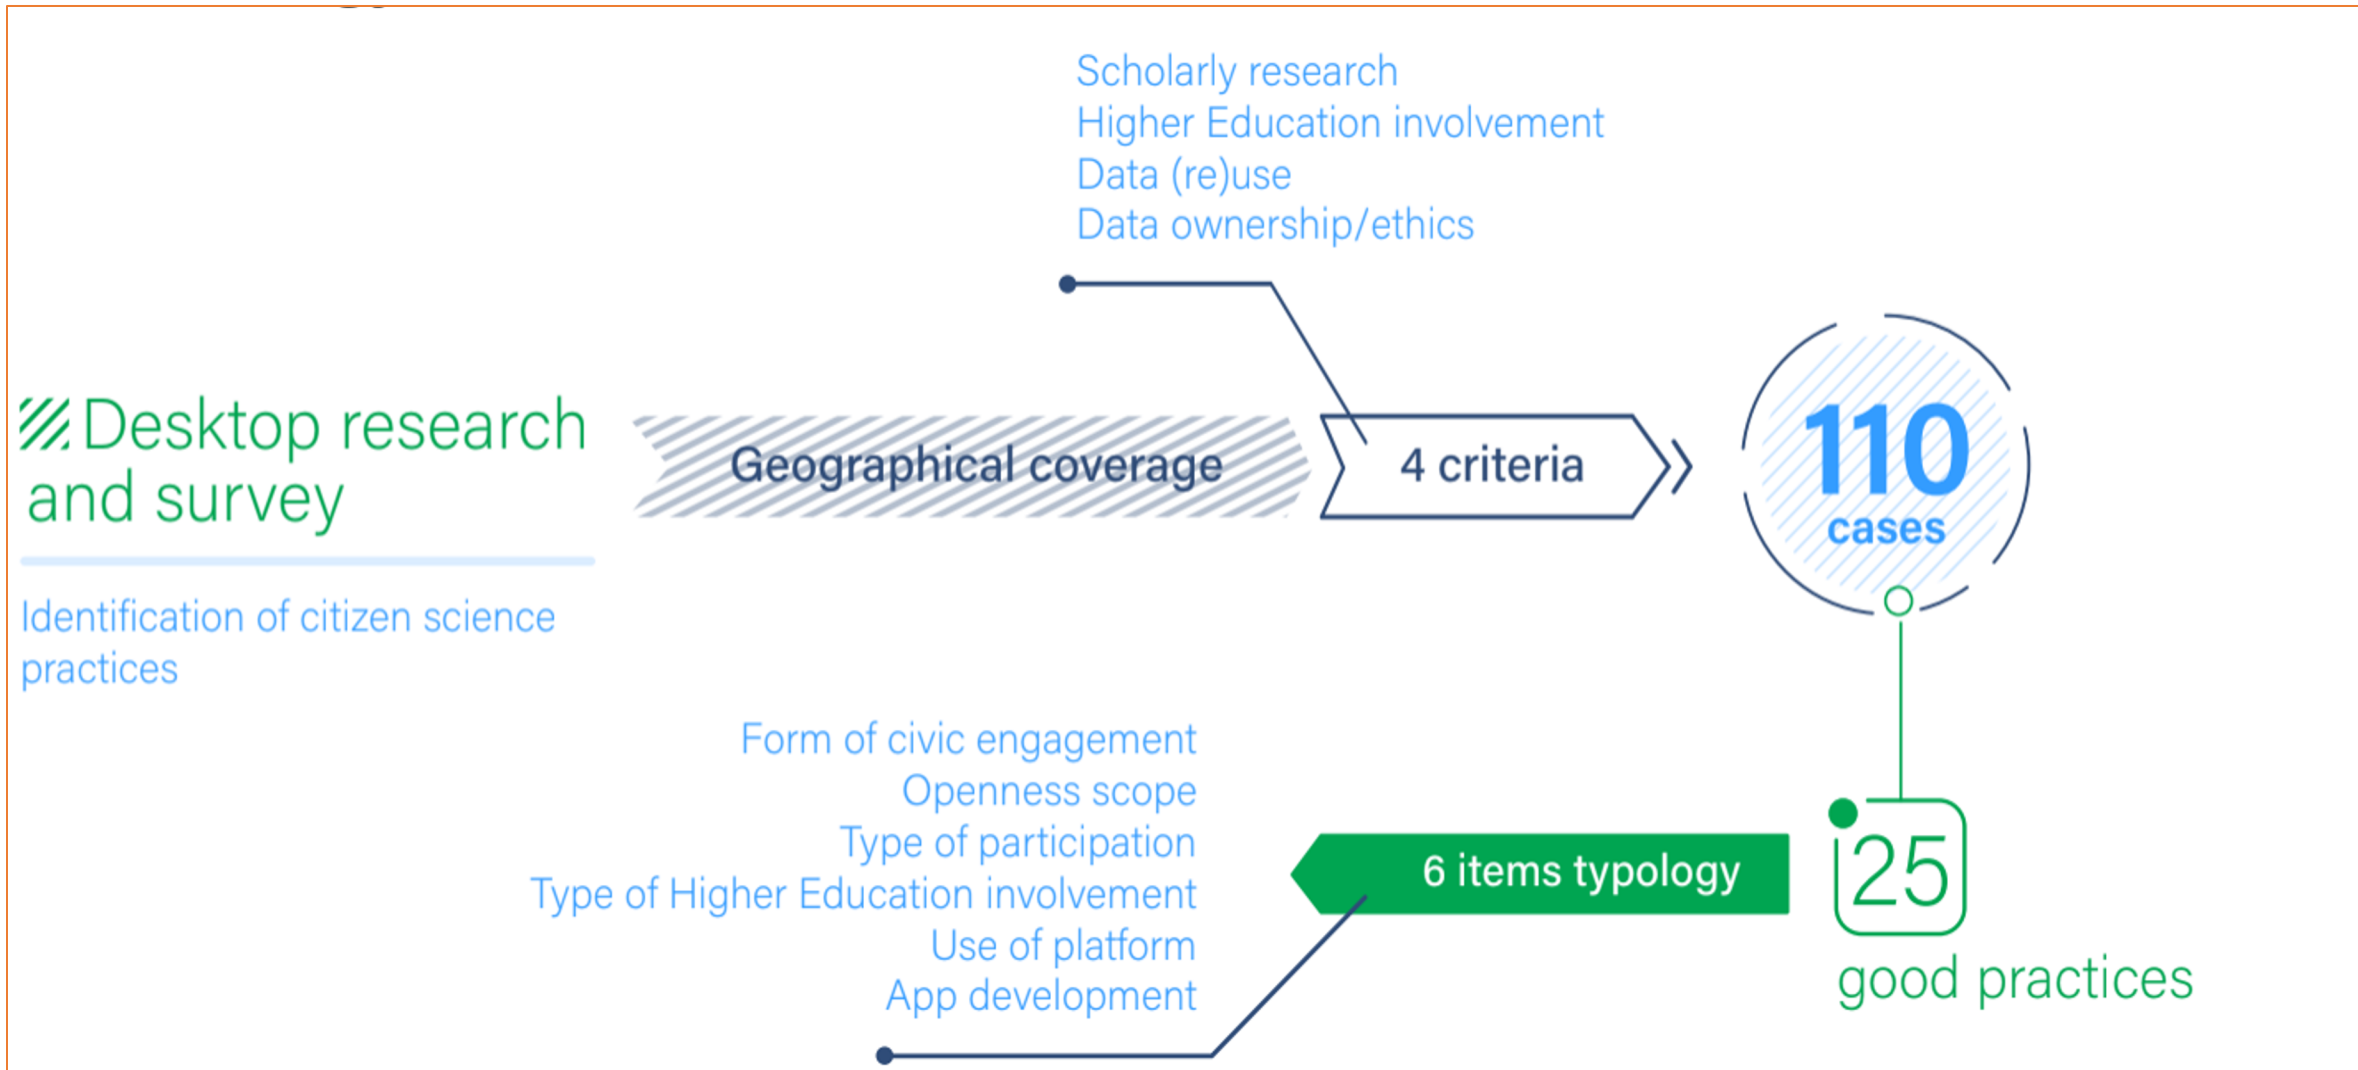 Scholarly research
Higher Education involvement
Data (re)use
Data ownership/ethics
Desktop research
and survey
Identification of citizen science
practices
Geographical coverage
4 criteria
110
cases
Form of civic engagement
Openness scope
Type of participation
Type of Higher Education involvement
Use of platform
App development
6 items typology
25
good practices